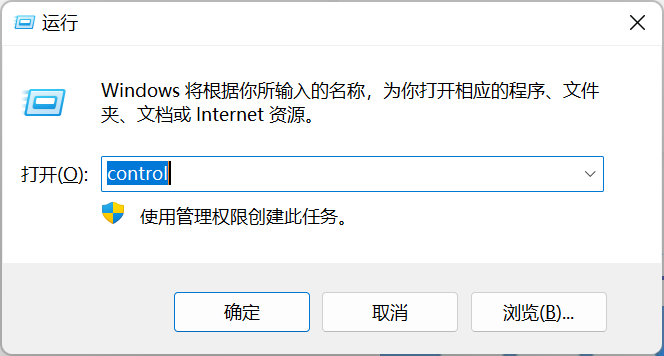 运行
Windows 将根据你所输入的名称，为你打开相应的程序、文件
夹、文档或 Internet 资源。
打开(O): control
使用管理权限创建此任务。
确定 取消 浏览(B)...